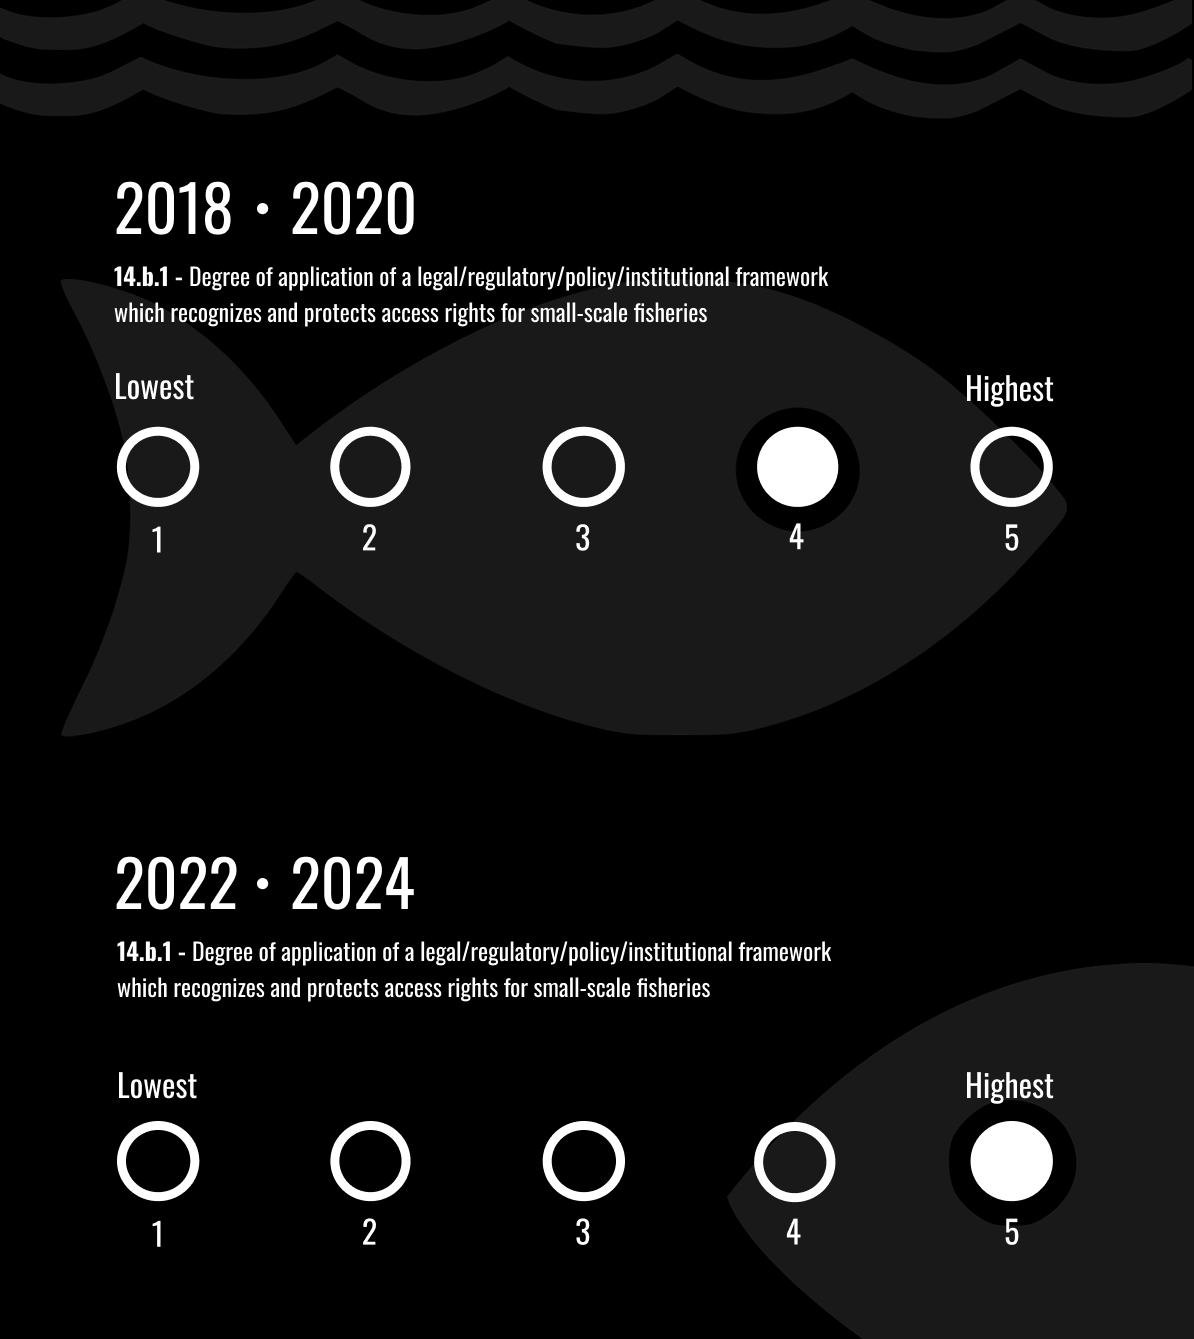 2018 • 2020
14.b.1 - Degree of application of a legal/regulatory/policy/institutional framework
which recognizes and protects access rights for small-scale fisheries
Lowest Highest
1 2 3 4 5
2022 • 2024
14.b.1 - Degree of application of a legal/regulatory/policy/institutional framework
which recognizes and protects access rights for small-scale fisheries
Lowest Highest
1 2 3 4 5